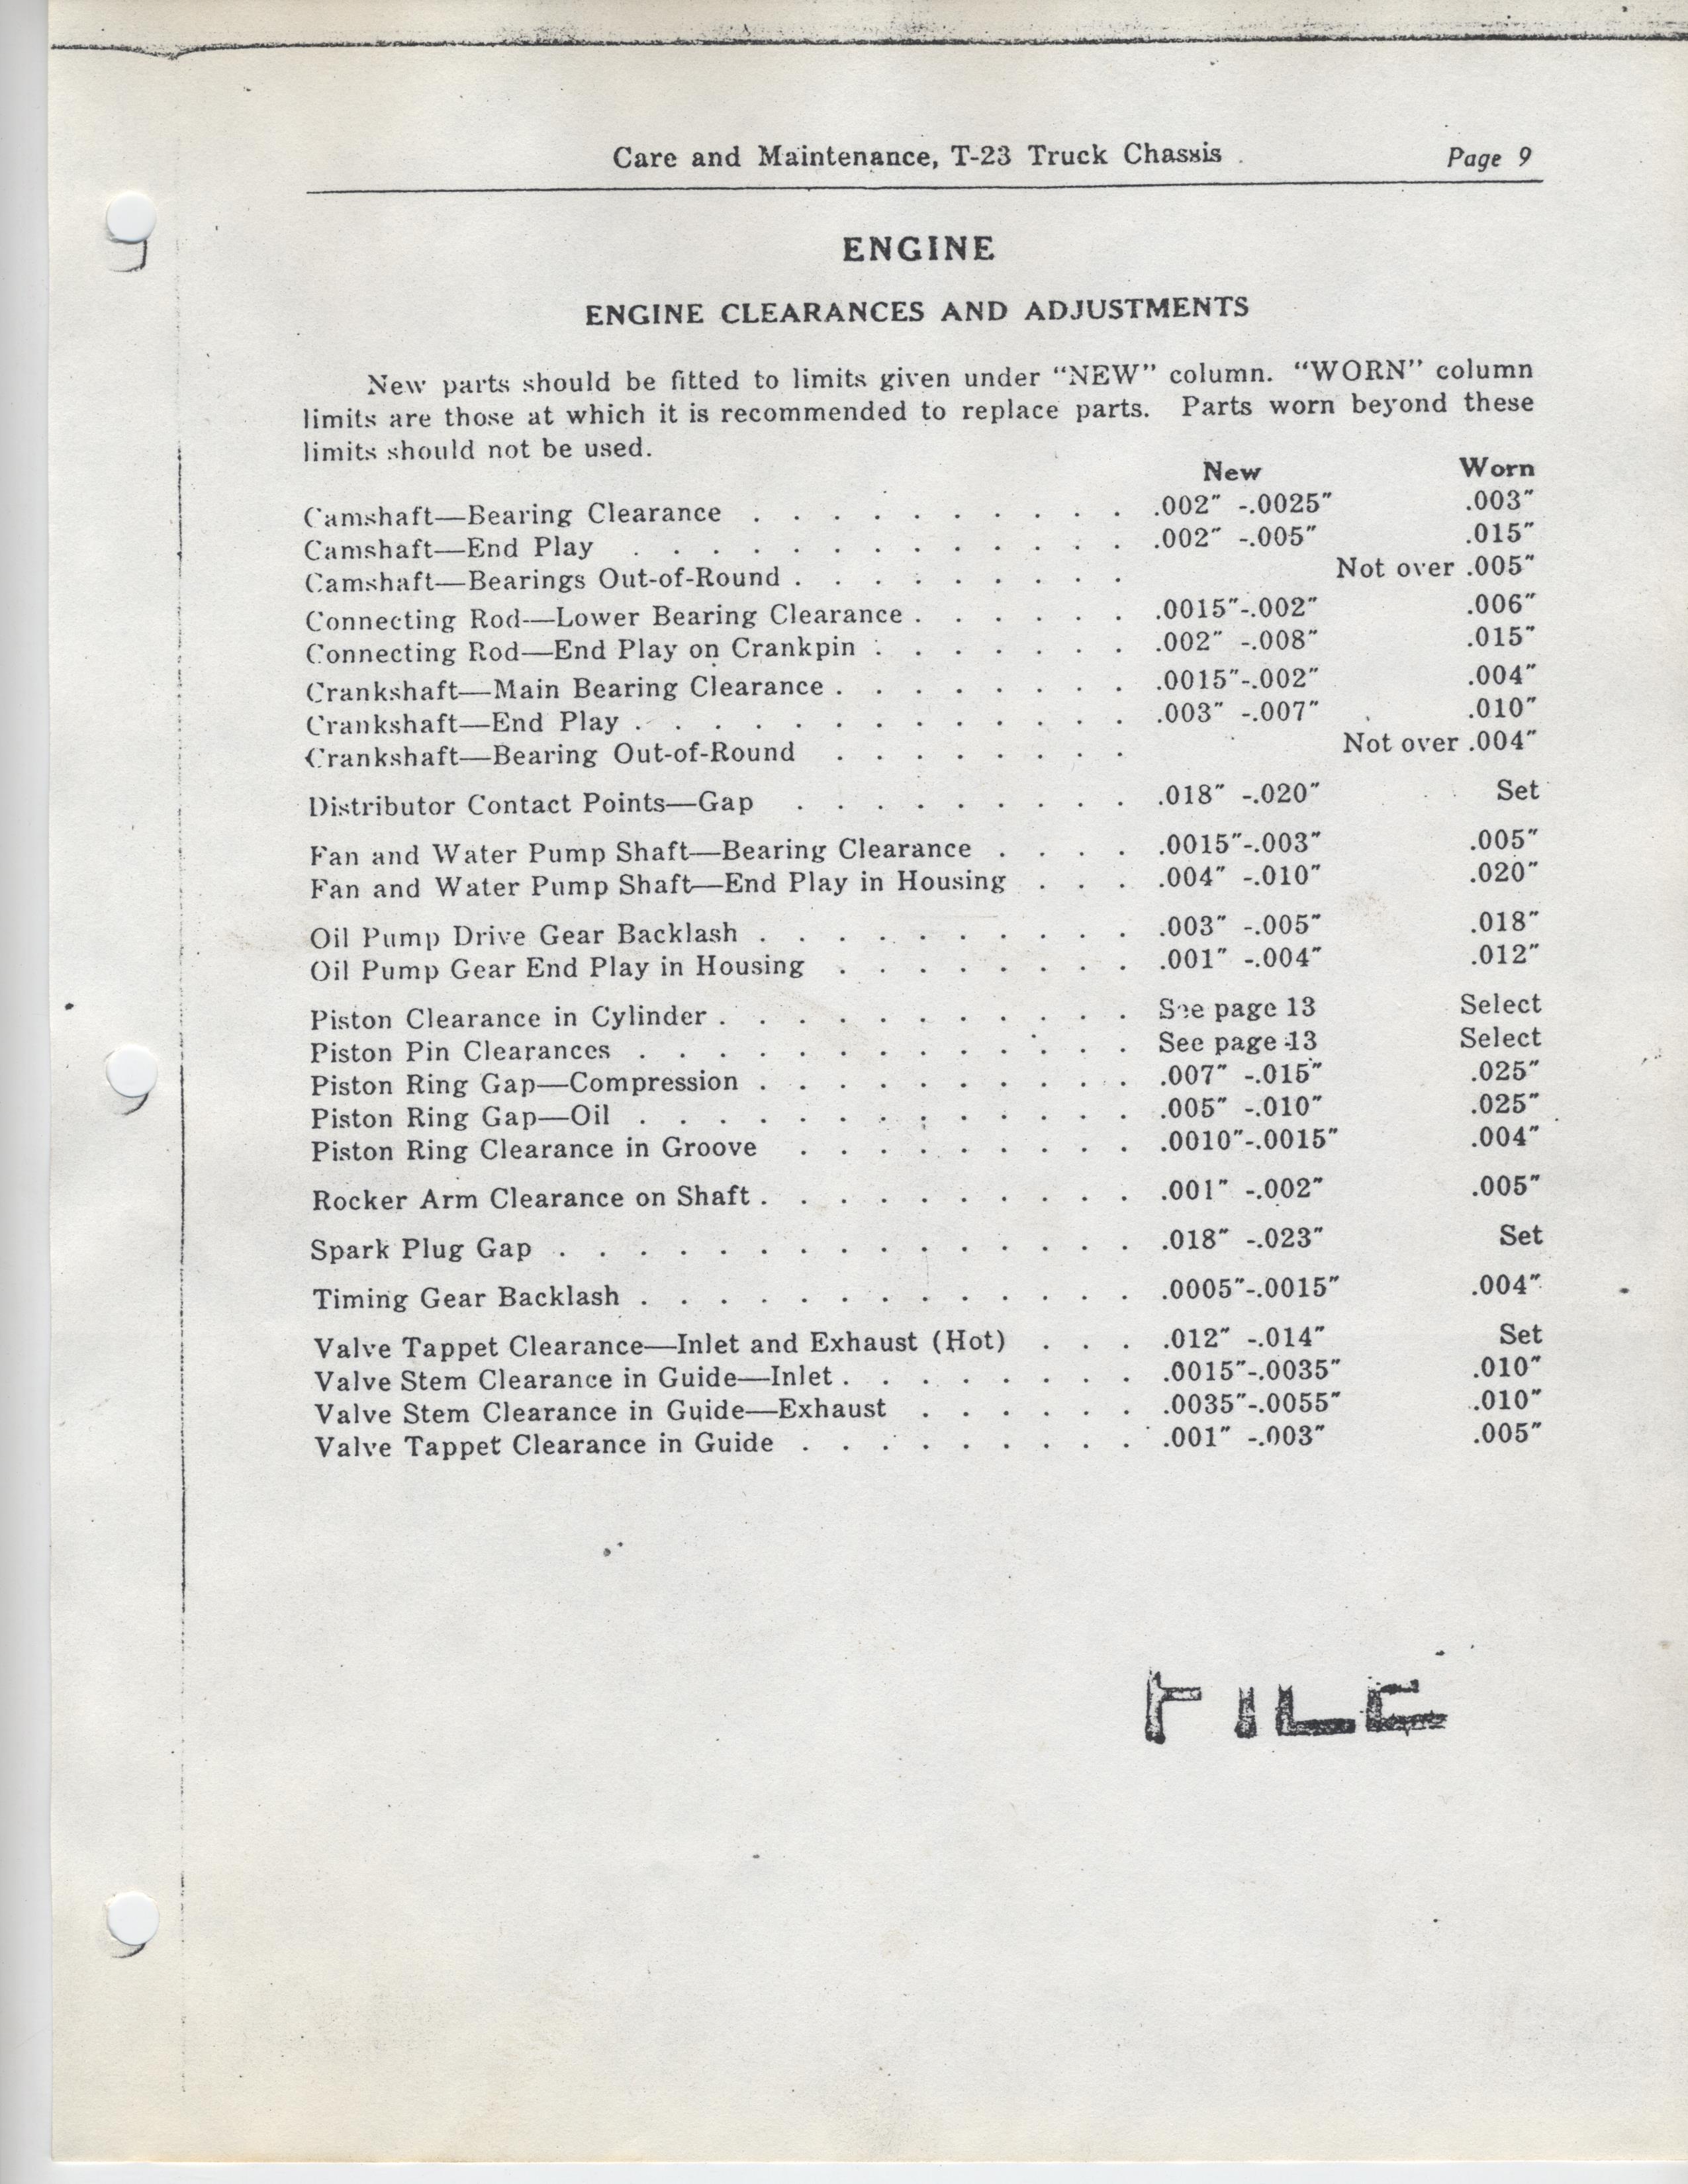 Care and Maintenance, T-23 Truck Chassis Page 9
ENGINE
ENGINE CLEARANCES AND ADJUSTMENTS
New parts should be fitted to limits given under “NEW” column. “WORN” column
limits are those at which it is recommended to replace parts. Parts worn beyond these
limits should not be used.
New Worn
Camshaft—Bearing Clearance . . . . . . . . . . .002″ -.0025″ .003″
Camshaft—End Play . . . . . . . . . . . . .002″ -.005″ .015″
Camshaft—Bearings Out-of-Round . . . . . . . . . Not over .005″
Connecting Rod—Lower Bearing Clearance . . . . . . .0015″-.002″ .006″
Connecting Rod—End Play on Crankpin . . . . . . . .002″ -.008″ .015″
Crankshaft—Main Bearing Clearance . . . . . . . . .0015″-.002″ .004″
Crankshaft—End Play . . . . . . . . . . . . .003″ -.007″ .010″
Crankshaft—Bearing Out-of-Round . . . . . . . . Not over .004″
Distributor Contact Points—Gap . . . . . . . . . .018″ -.020″ Set
Fan and Water Pump Shaft—Bearing Clearance . . . . .0015″-.003″ .005″
Fan and Water Pump Shaft—End Play in Housing . . . .004″ -.010″ .020″
Oil Pump Drive Gear Backlash . . . . . . . . . . .003″ -.005″ .018″
Oil Pump Gear End Play in Housing . . . . . . . . .001″ -.004″ .012″
Piston Clearance in Cylinder . . . . . . . . . . . See page 13 Select
Piston Pin Clearances . . . . . . . . . . . . . See page 13 Select
Piston Ring Gap—Compression . . . . . . . . . . .007″ -.015″ .025″
Piston Ring Gap—Oil . . . . . . . . . . . . .005″ -.010″ .025″
Piston Ring Clearance in Groove . . . . . . . . . .0010″-.0015″ .004″
Rocker Arm Clearance on Shaft . . . . . . . . . . .001″ -.002″ .005″
Spark Plug Gap . . . . . . . . . . . . . . .018″ -.023″ Set
Timing Gear Backlash . . . . . . . . . . . . .0005″-.0015″ .004″
Valve Tappet Clearance—Inlet and Exhaust (Hot) . . . .012″ -.014″ Set
Valve Stem Clearance in Guide—Inlet . . . . . . . . .0015″-.0035″ .010″
Valve Stem Clearance in Guide—Exhaust . . . . . . .0035″-.0055″ .010″
Valve Tappet Clearance in Guide . . . . . . . . . .001″ -.003″ .005″
FILE